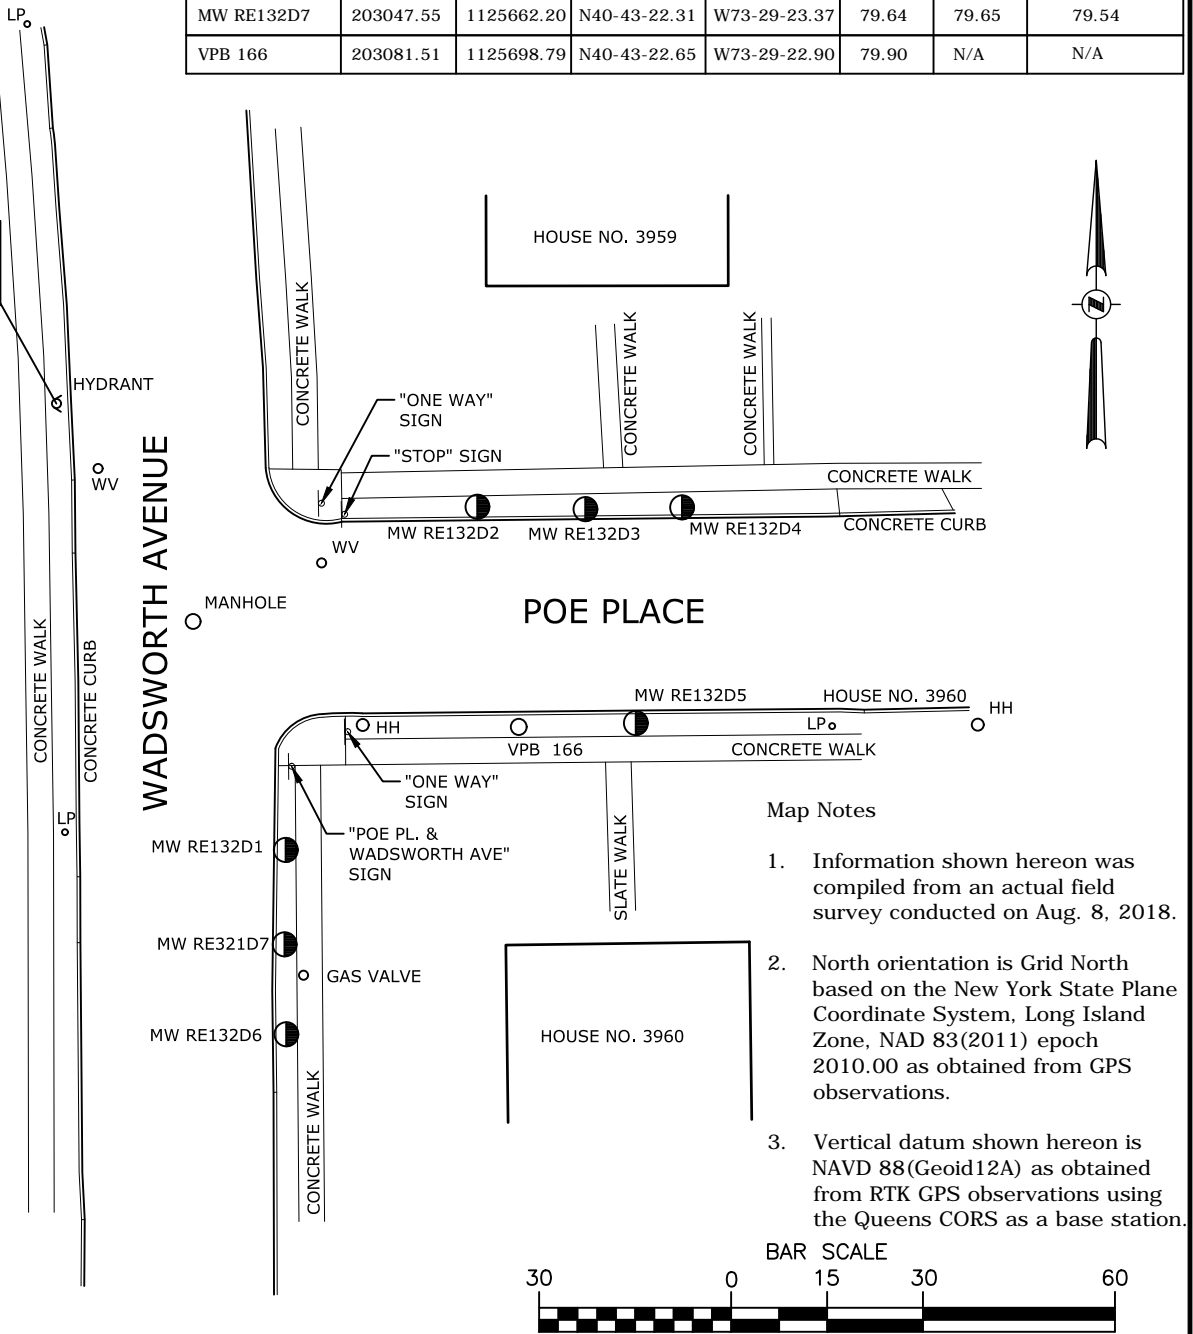 MW RE132D7 203047.55 1125662.20 N40-43-22.31 W73-29-23.37 79.64 79.65 79.54
VPB 166 203081.51 1125698.79 N40-43-22.65 W73-29-22.90 79.90 N/A N/A
LP
HOUSE NO. 3959
N
CONCRETE WALK
CONCRETE WALK
CONCRETE WALK
HYDRANT
"ONE WAY"
SIGN
"STOP" SIGN
WV
CONCRETE WALK
MW RE132D2
MW RE132D3
MW RE132D4
CONCRETE CURB
WV
WADSWORTH AVENUE
MANHOLE
POE PLACE
CONCRETE WALK
CONCRETE CURB
MW RE132D5
HOUSE NO. 3960
HH
HH
LP
VPB 166
CONCRETE WALK
"ONE WAY"
SIGN
LP
"POE PL. &
WADSWORTH AVE"
SIGN
MW RE132D1
SLATE WALK
MW RE321D7
GAS VALVE
MW RE132D6
HOUSE NO. 3960
CONCRETE WALK
Map Notes
1. Information shown hereon was
compiled from an actual field
survey conducted on Aug. 8, 2018.
2. North orientation is Grid North
based on the New York State Plane
Coordinate System, Long Island
Zone, NAD 83(2011) epoch
2010.00 as obtained from GPS
observations.
3. Vertical datum shown hereon is
NAVD 88(Geoid12A) as obtained
from RTK GPS observations using
the Queens CORS as a base station.
BAR SCALE
30 0 15 30 60